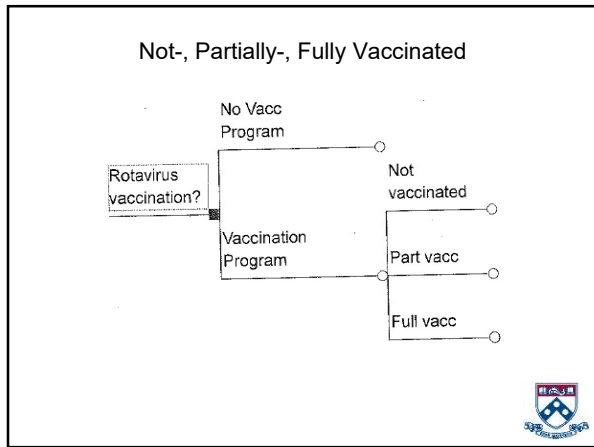 Not-, Partially-, Fully Vaccinated
No Vacc
Program
Rotavirus
vaccination?
Not
vaccinated
Vaccination
Program
Part vacc
Full vacc